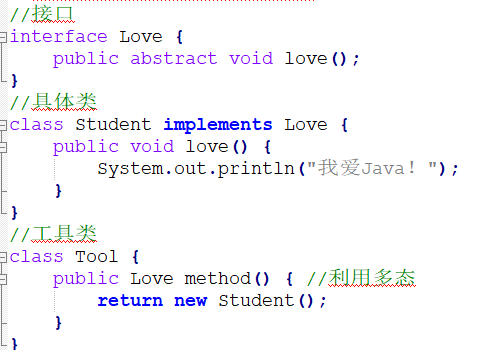 //接口
interface Love {
    public abstract void love();
}
//具体类
class Student implements Love {
    public void love() {
        System.out.println("我爱Java！");
    }
}
//工具类
class Tool {
    public Love method() { //利用多态
        return new Student();
    }
}